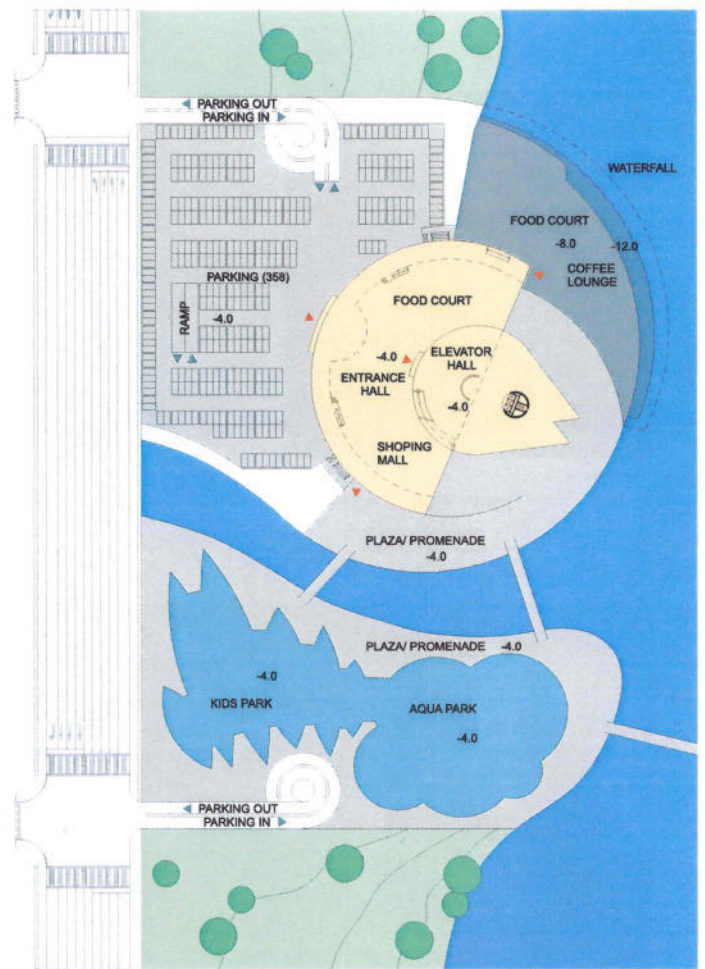 PARKING OUT
PARKING IN
WATERFALL
FOOD COURT
-8.0
-12.0
COFFEE
LOUNGE
PARKING (358)
RAMP
-4.0
FOOD COURT
-4.0
ELEVATOR
HALL
ENTRANCE
HALL
-4.0
SHOPING
MALL
PLAZA/ PROMENADE
-4.0
PLAZA/ PROMENADE -4.0
-4.0
KIDS PARK
AQUA PARK
-4.0
PARKING OUT
PARKING IN